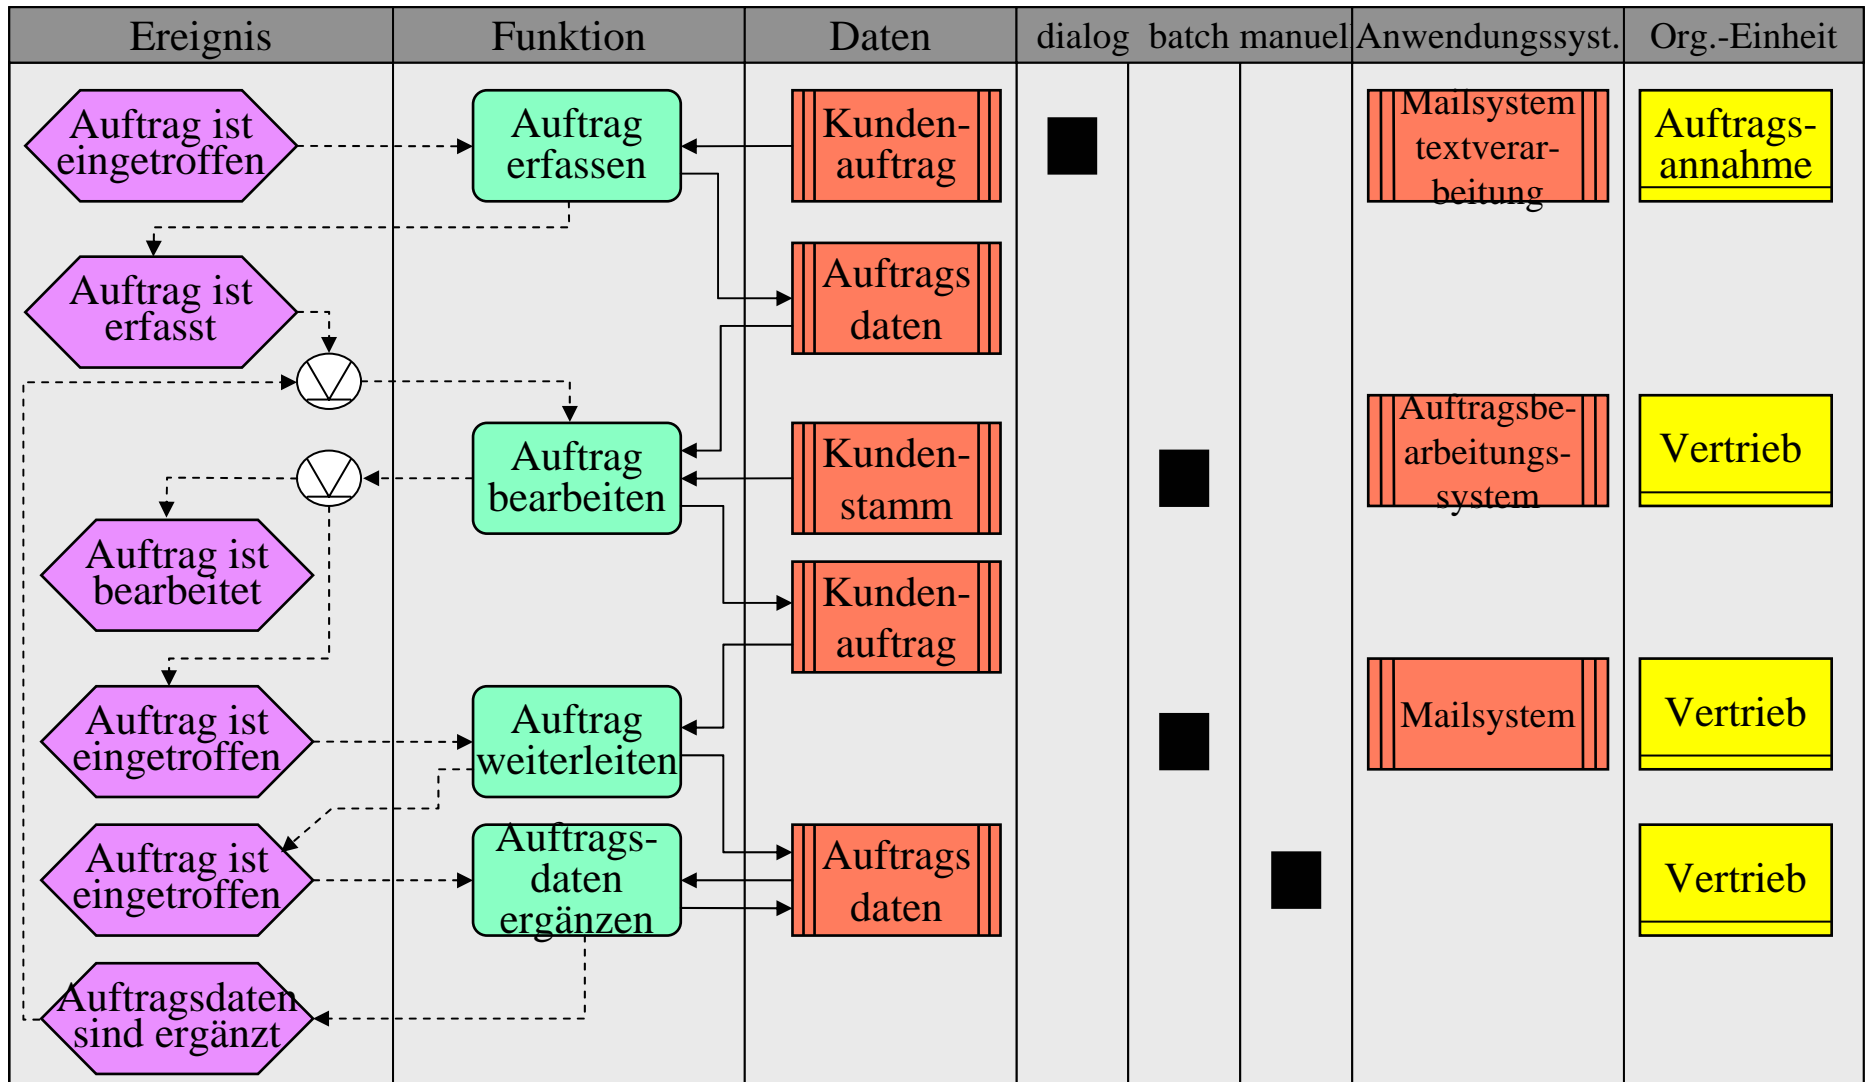 Ereignis
Funktion
Daten
dialog
batch
manuell
Anwendungssyst.
Org.-Einheit
Auftrag ist
eingetroffen
Auftrag
erfassen
Kunden-
auftrag
Mailsystem
textverar-
beitung
Auftrags-
annahme
Auftrag ist
erfasst
Auftrags
daten
Auftrag
bearbeiten
Kunden-
stamm
Auftragsbe-
arbeitungs-
system
Vertrieb
Auftrag ist
bearbeitet
Kunden-
auftrag
Auftrag ist
eingetroffen
Auftrag
weiterleiten
Mailsystem
Vertrieb
Auftrag ist
eingetroffen
Auftrags-
daten
ergänzen
Auftrags
daten
Vertrieb
Auftragsdaten
sind ergänzt